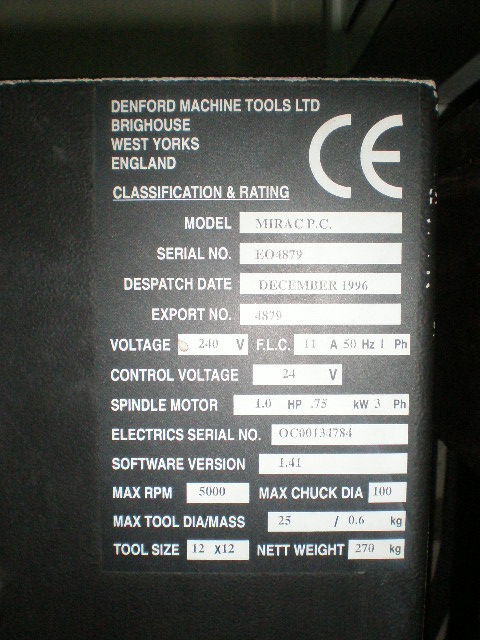 DENFORD MACHINE TOOLS LTD
BRIGHOUSE
WEST YORKS
ENGLAND
CE
CLASSIFICATION & RATING
MODEL MIRAC P.C.
SERIAL NO. EO4879
DESPATCH DATE DECEMBER 1996
EXPORT NO. 4879
VOLTAGE 240 V F.L.C. 11 A 50 Hz 1 Ph
CONTROL VOLTAGE 24 V
SPINDLE MOTOR 1.0 HP .75 kW 3 Ph
ELECTRICS SERIAL NO. OC00134784
SOFTWARE VERSION 1.41
MAX RPM 5000 MAX CHUCK DIA 100
MAX TOOL DIA/MASS 25 / 0.6 kg
TOOL SIZE 12 X12 NETT WEIGHT 270 kg